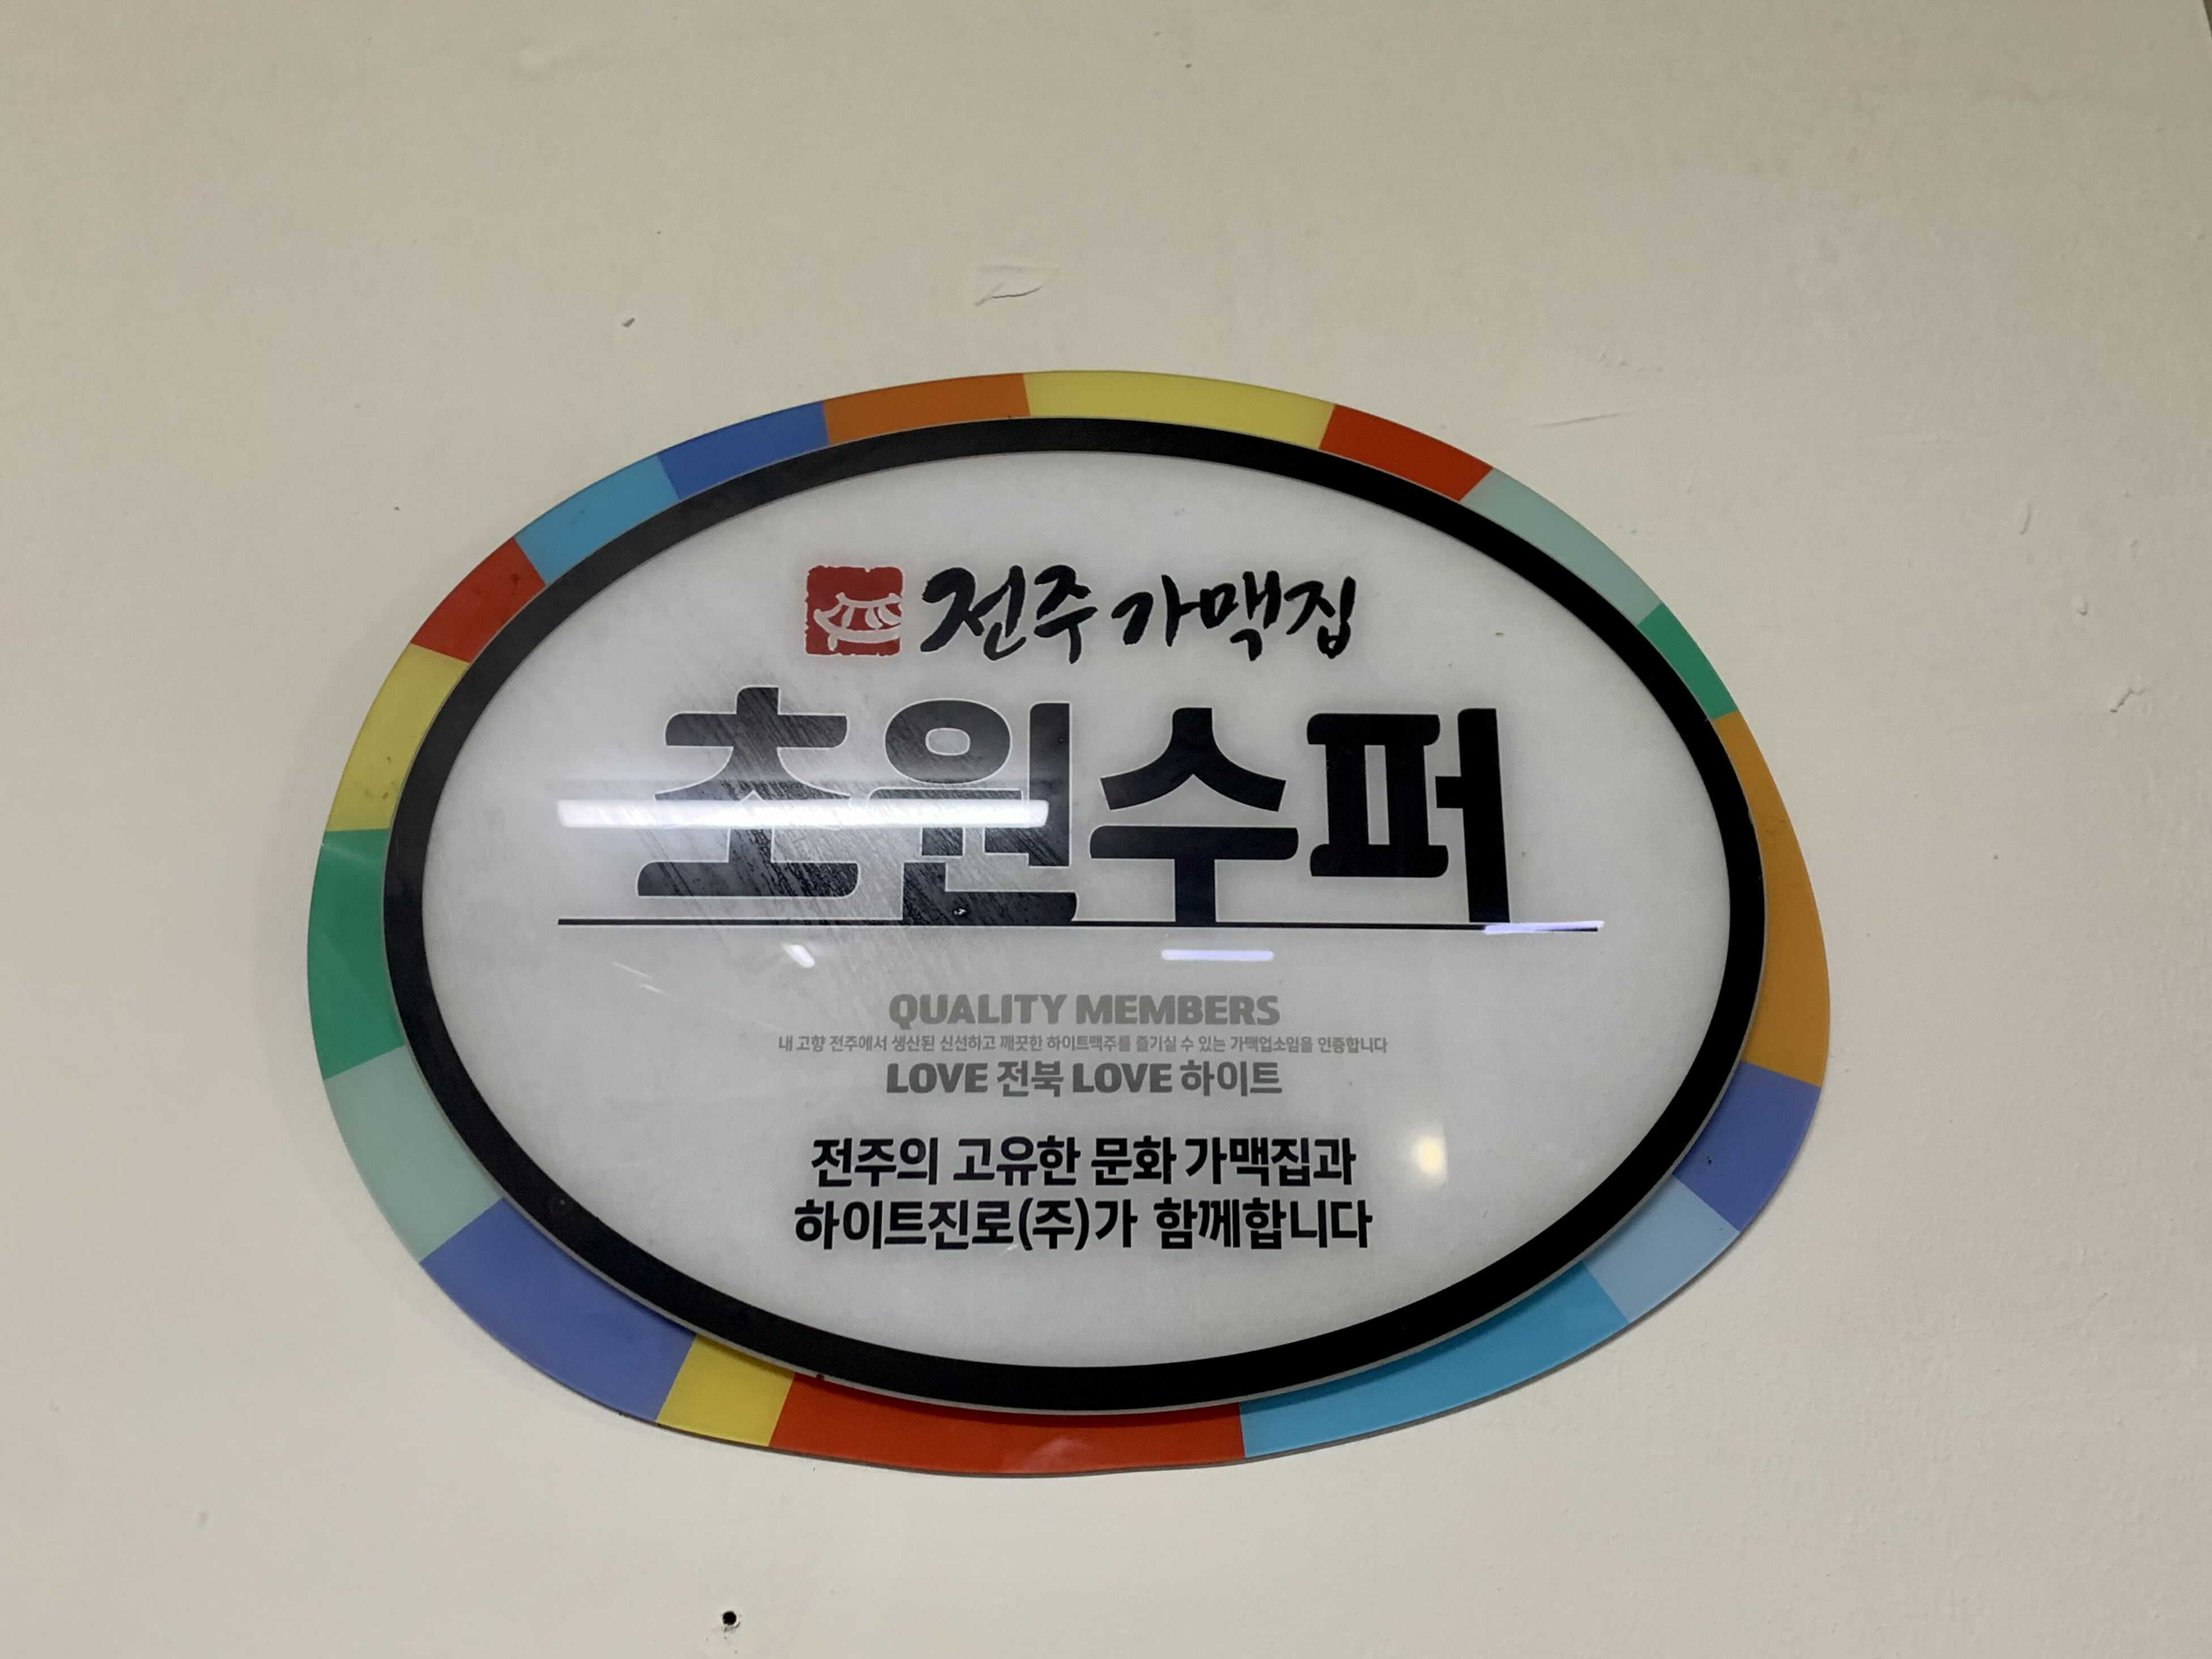 전주 가맥집
초원수퍼
QUALITY MEMBERS
내 고향 전주에서 생산된 신선하고 깨끗한 하이트맥주를 즐기실 수 있는 가맥업소임을 인증합니다
LOVE 전북 LOVE 하이트
전주의 고유한 문화 가맥집과
하이트진로(주)가 함께합니다